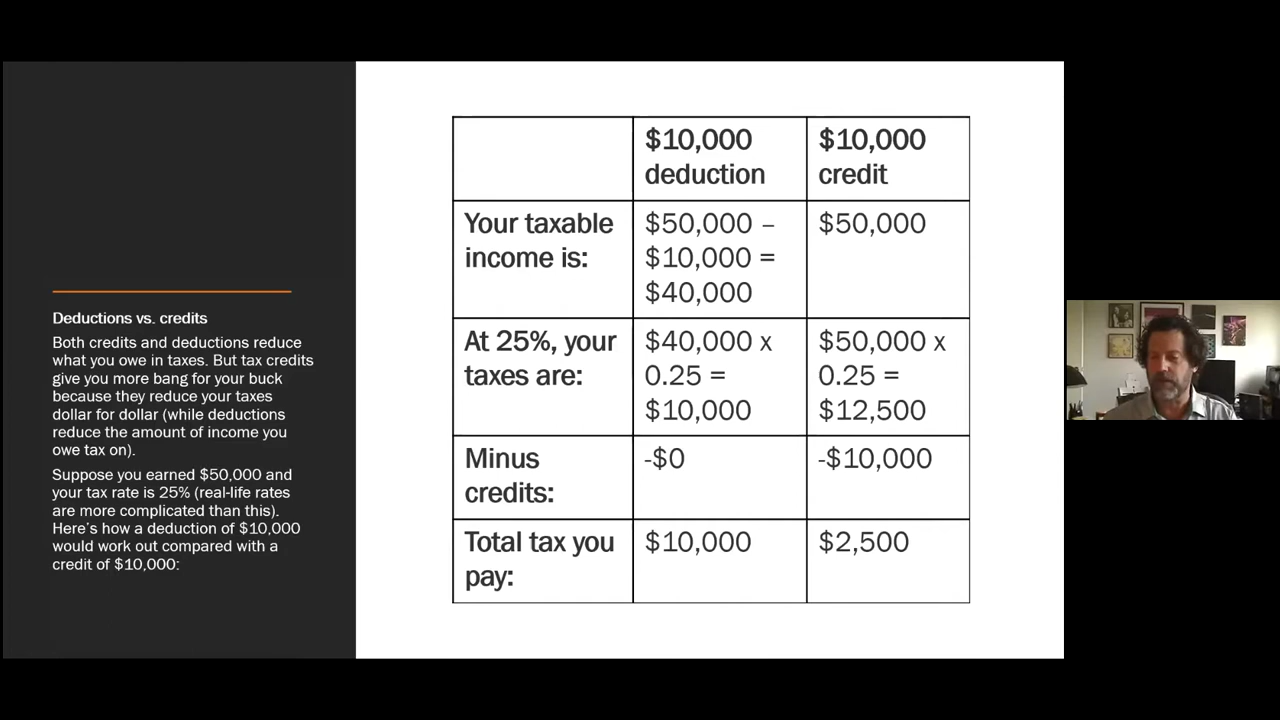 Deductions vs. credits
Both credits and deductions reduce
what you owe in taxes. But tax credits
give you more bang for your buck
because they reduce your taxes
dollar for dollar (while deductions
reduce the amount of income you
owe tax on).
Suppose you earned $50,000 and
your tax rate is 25% (real-life rates
are more complicated than this).
Here's how a deduction of $10,000
would work out compared with a
credit of $10,000:
$10,000
deduction
$10,000
credit
Your taxable
income is:
$50,000 –
$10,000 =
$40,000
$50,000
At 25%, your
taxes are:
$40,000 x
0.25 =
$10,000
$50,000 x
0.25 =
$12,500
Minus
credits:
-$0
-$10,000
Total tax you
pay:
$10,000
$2,500